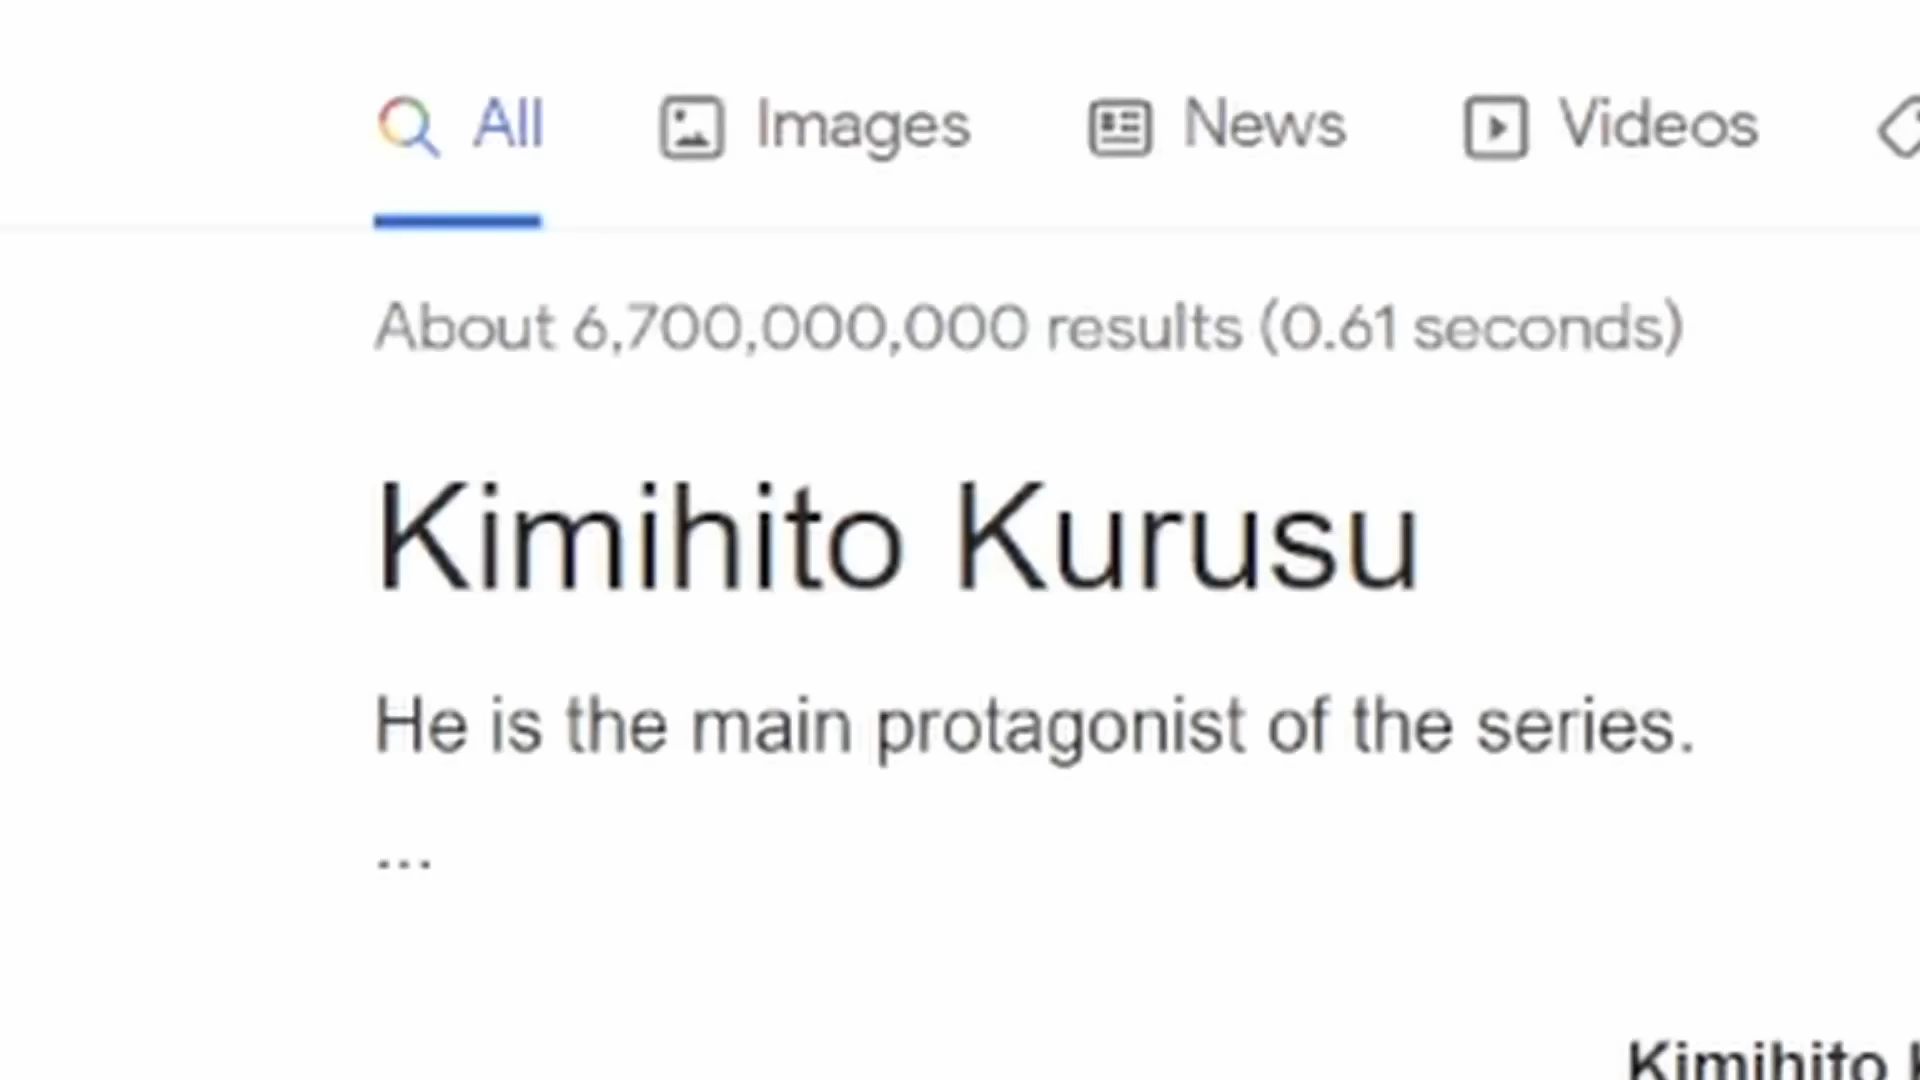 All Images News Videos
About 6,700,000,000 results (0.61 seconds)
Kimihito Kurusu
He is the main protagonist of the series.
...
Kimihito